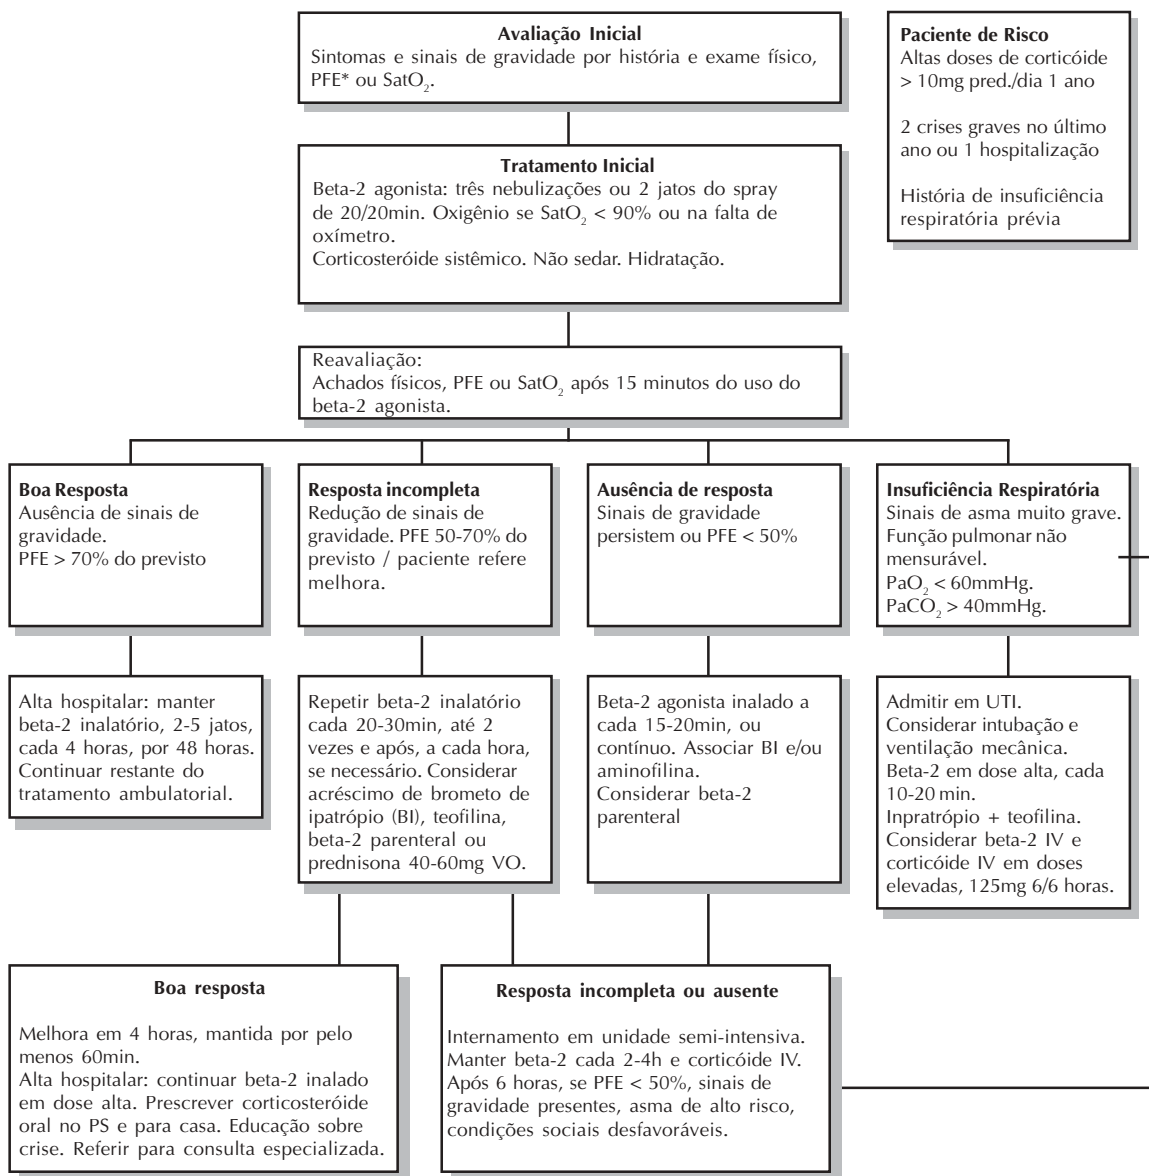 Avaliação Inicial
Sintomas e sinais de gravidade por história e exame físico,
PFE* ou SatO₂.
Paciente de Risco
Altas doses de corticóide
> 10mg pred./dia 1 ano
2 crises graves no último
ano ou 1 hospitalização
História de insuficiência
respiratória prévia
Tratamento Inicial
Beta-2 agonista: três nebulizações ou 2 jatos do spray
de 20/20min. Oxigênio se SatO₂ < 90% ou na falta de
oxímetro.
Corticosteróide sistêmico. Não sedar. Hidratação.
Reavaliação:
Achados físicos, PFE ou SatO₂ após 15 minutos do uso do
beta-2 agonista.
Boa Resposta
Ausência de sinais de
gravidade.
PFE > 70% do previsto
Resposta incompleta
Redução de sinais de
gravidade. PFE 50-70% do
previsto / paciente refere
melhora.
Ausência de resposta
Sinais de gravidade
persistem ou PFE < 50%
Insuficiência Respiratória
Sinais de asma muito grave.
Função pulmonar não
mensurável.
PaO₂ < 60mmHg.
PaCO₂ > 40mmHg.
Alta hospitalar: manter
beta-2 inalatório, 2-5 jatos,
cada 4 horas, por 48 horas.
Continuar restante do
tratamento ambulatorial.
Repetir beta-2 inalatório
cada 20-30min, até 2
vezes e após, a cada hora,
se necessário. Considerar
acréscimo de brometo de
ipatrópio (BI), teofilina,
beta-2 parenteral ou
prednisona 40-60mg VO.
Beta-2 agonista inalado a
cada 15-20min, ou
contínuo. Associar BI e/ou
aminofilina.
Considerar beta-2
parenteral
Admitir em UTI.
Considerar intubação e
ventilação mecânica.
Beta-2 em dose alta, cada
10-20 min.
Inpratrópio + teofilina.
Considerar beta-2 IV e
corticóide IV em doses
elevadas, 125mg 6/6 horas.
Boa resposta
Melhora em 4 horas, mantida por pelo
menos 60min.
Alta hospitalar: continuar beta-2 inalado
em dose alta. Prescrever corticosteróide
oral no PS e para casa. Educação sobre
crise. Referir para consulta especializada.
Resposta incompleta ou ausente
Internamento em unidade semi-intensiva.
Manter beta-2 cada 2-4h e corticóide IV.
Após 6 horas, se PFE < 50%, sinais de
gravidade presentes, asma de alto risco,
condições sociais desfavoráveis.